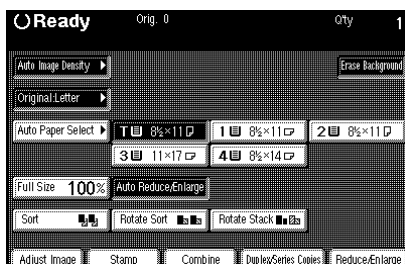 Ready Orig. 0 Q'ty 1
Auto Image Density Erase Background
Original:Letter
Auto Paper Select T 8½×11 1 8½×11 2 8½×11
3 11×17 4 8½×14
Full Size 100% Auto Reduce/Enlarge
Sort Rotate Sort Rotate Stack
Adjust Image Stamp Combine Duplex/Series Copies Reduce/Enlarge